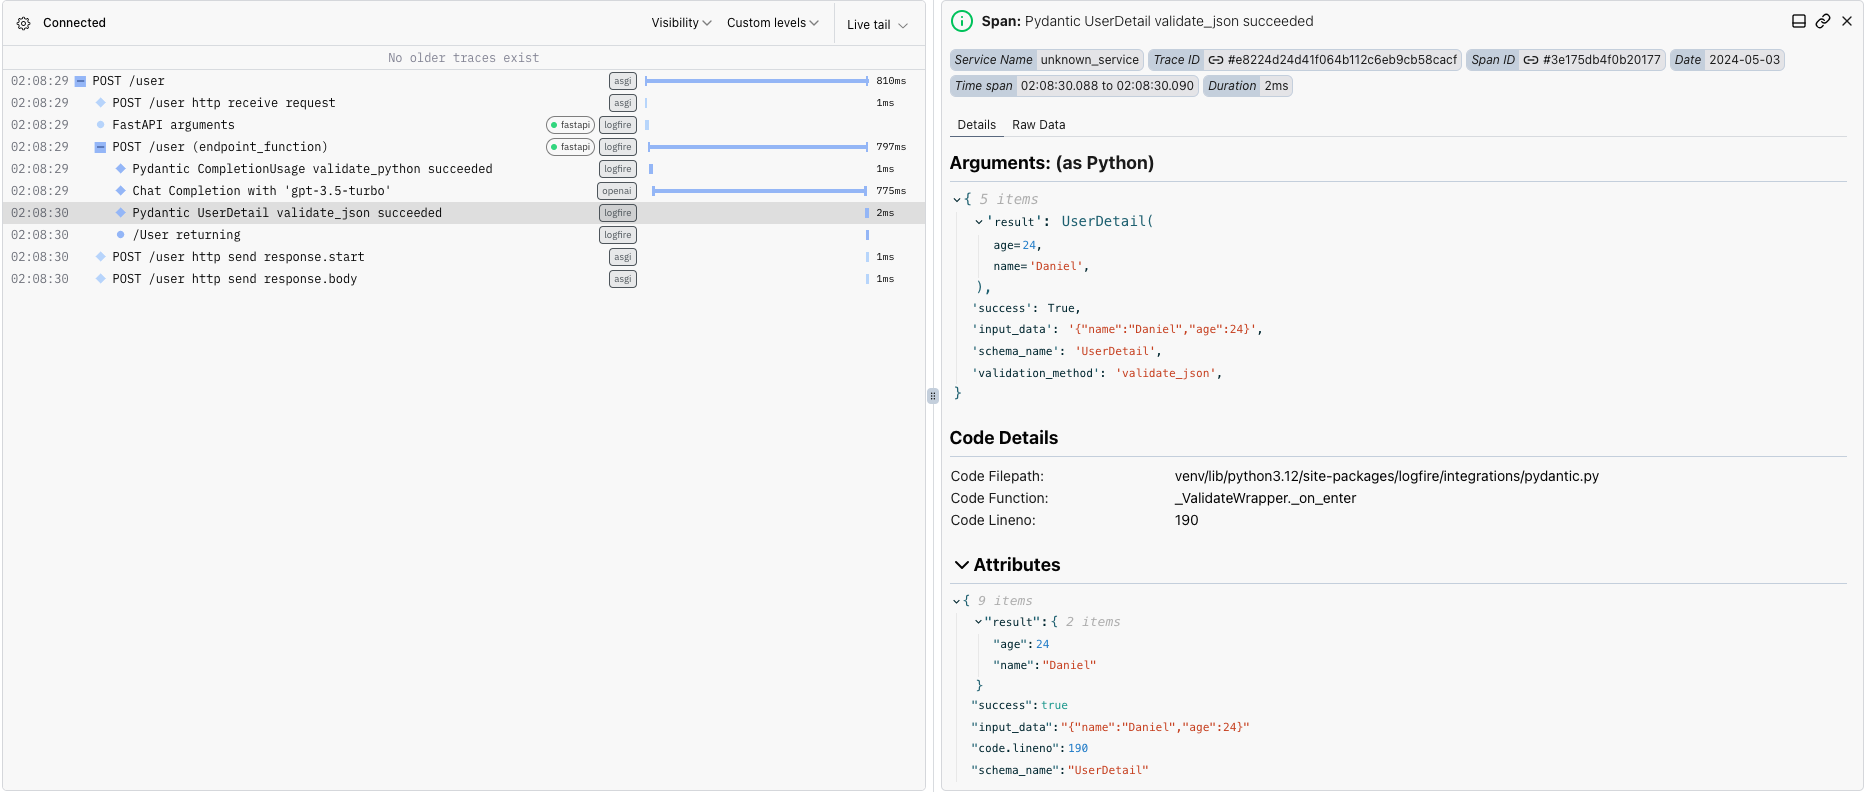 Connected Visibility Custom levels Live tail
No older traces exist
02:08:29 POST /user asgi 810ms
02:08:29 POST /user http receive request asgi 1ms
02:08:29 FastAPI arguments fastapi logfire
02:08:29 POST /user (endpoint_function) fastapi logfire 797ms
02:08:29 Pydantic CompletionUsage validate_python succeeded logfire 1ms
02:08:29 Chat Completion with 'gpt-3.5-turbo' openai 775ms
02:08:30 Pydantic UserDetail validate_json succeeded logfire 2ms
02:08:30 /User returning logfire
02:08:30 POST /user http send response.start asgi 1ms
02:08:30 POST /user http send response.body asgi 1ms
Span: Pydantic UserDetail validate_json succeeded
Service Name unknown_service Trace ID #e8224d24d41f064b112c6eb9cb58cacf Span ID #3e175db4f0b20177 Date 2024-05-03
Time span 02:08:30.088 to 02:08:30.090 Duration 2ms
Details Raw Data
Arguments: (as Python)
{ 5 items
'result': UserDetail(
age=24,
name='Daniel',
),
'success': True,
'input_data': '{"name":"Daniel","age":24}',
'schema_name': 'UserDetail',
'validation_method': 'validate_json',
}
Code Details
Code Filepath: venv/lib/python3.12/site-packages/logfire/integrations/pydantic.py
Code Function: _ValidateWrapper._on_enter
Code Lineno: 190
Attributes
{ 9 items
"result":{ 2 items
"age":24
"name":"Daniel"
}
"success":true
"input_data":"{"name":"Daniel","age":24}"
"code.lineno":190
"schema_name":"UserDetail"